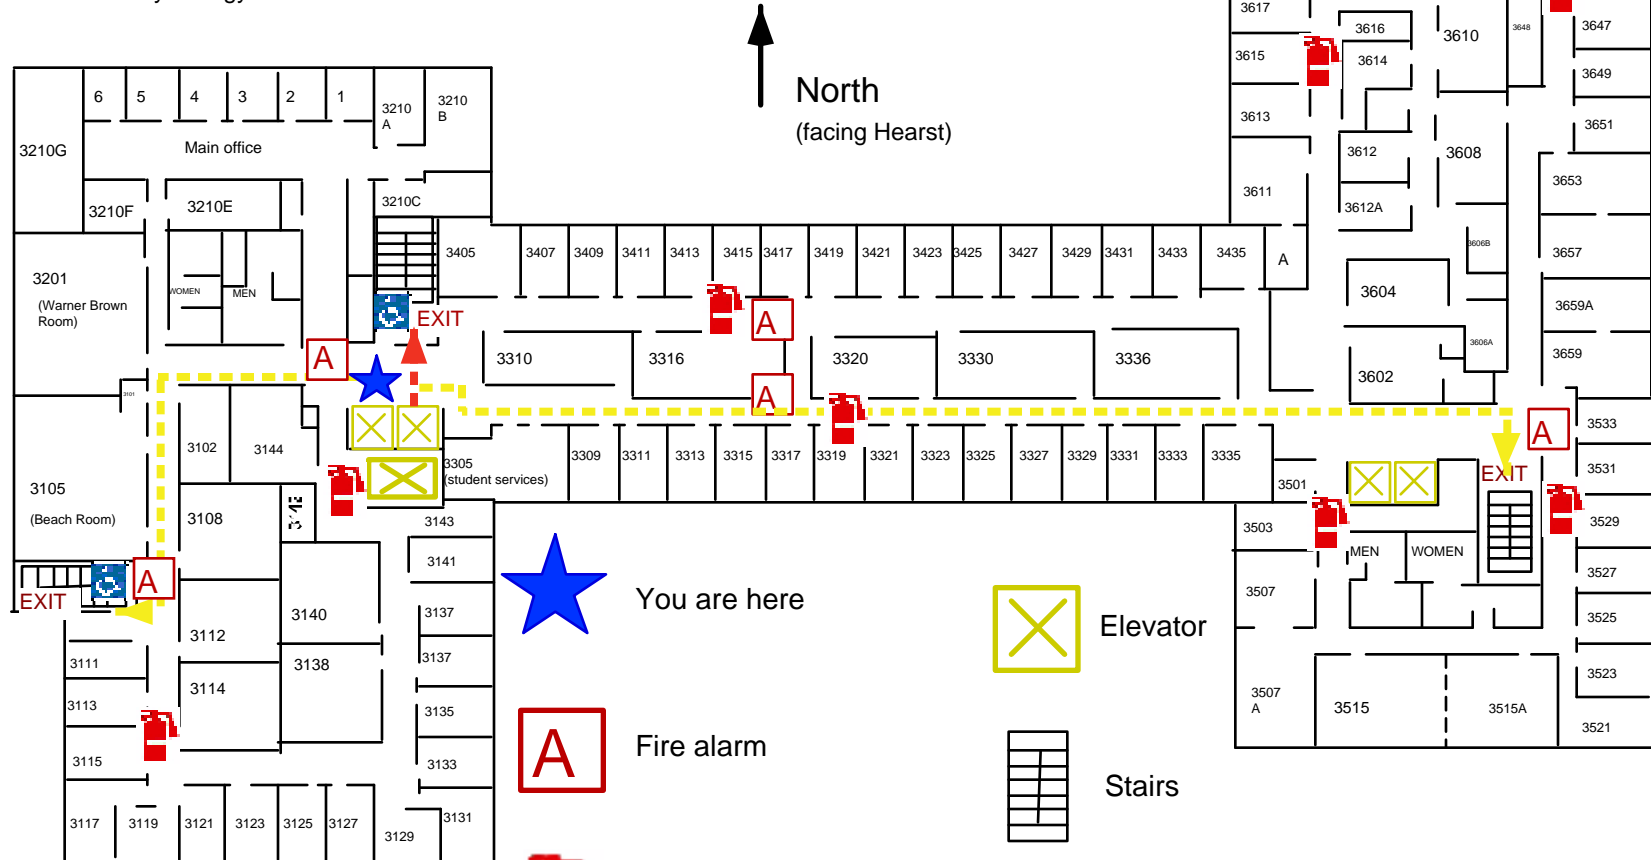 3617
3616
3610
3648
3647
3615
3614
3649
North
(facing Hearst)
6 5 4 3 2 1
3210
A
3210
B
3613
3651
3210G
Main office
3612
3608
3653
3611
3210C
3210F
3210E
3612A
3606B
3657
3405 3407 3409 3411 3413 3415 3417 3419 3421 3423 3425 3427 3429 3431 3433 3435 A
3201
(Warner Brown
Room)
WOMEN
MEN
3604
3659A
EXIT
A
A
3310 3316 3320 3330 3336
3606A
3659
3602
A
3101
A
3533
3102
3144
3309 3311 3313 3315 3317 3319 3321 3323 3325 3327 3329 3331 3333 3335
3531
3305
(student services)
EXIT
3501
3105
(Beach Room)
3108
3143
3503
3529
3141
MEN
WOMEN
3527
A
EXIT
You are here
3507
3137
3140
Elevator
3525
3112
3111
3138
3137
3523
3114
3113
3135
3507
A
3515
3515A
3521
A
Fire alarm
3115
3133
Stairs
3117 3119 3121 3123 3125 3127 3129 3131